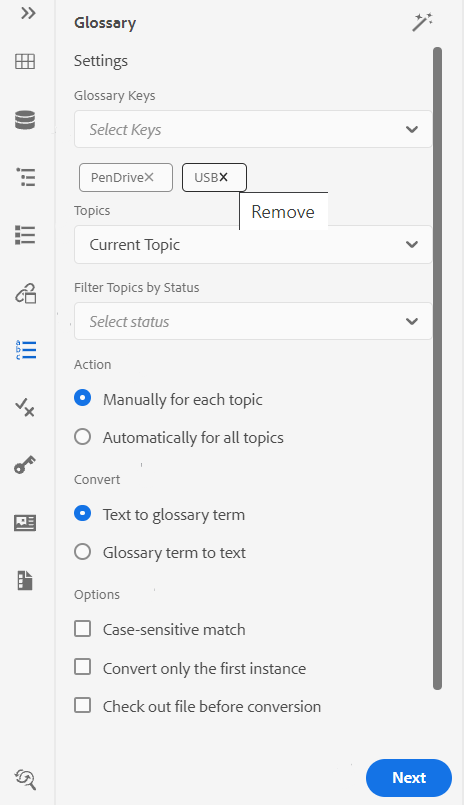 Glossary
Settings
Glossary Keys
Select Keys
PenDrive× USB×
Remove
Topics
Current Topic
Filter Topics by Status
Select status
Action
Manually for each topic
Automatically for all topics
Convert
Text to glossary term
Glossary term to text
Options
Case-sensitive match
Convert only the first instance
Check out file before conversion
Next